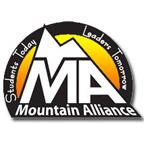 Students Today
Leaders Tomorrow
MA
Mountain Alliance